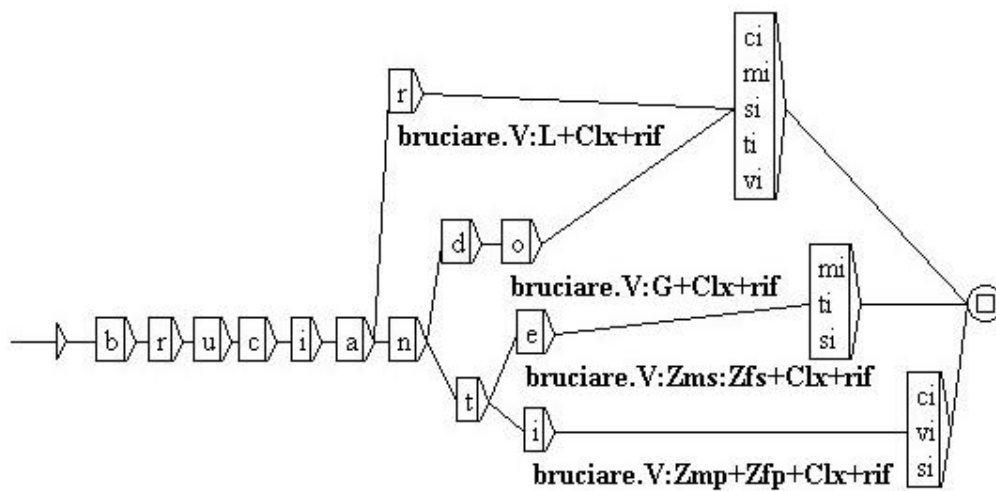 ci
mi
si
ti
vi
r
bruciare.V:L+Clx+rif
d o
bruciare.V:G+Clx+rif
mi
ti
si
b r u c i a n
e
bruciare.V:Zms:Zfs+Clx+rif
t
i
ci
vi
si
bruciare.V:Zmp+Zfp+Clx+rif